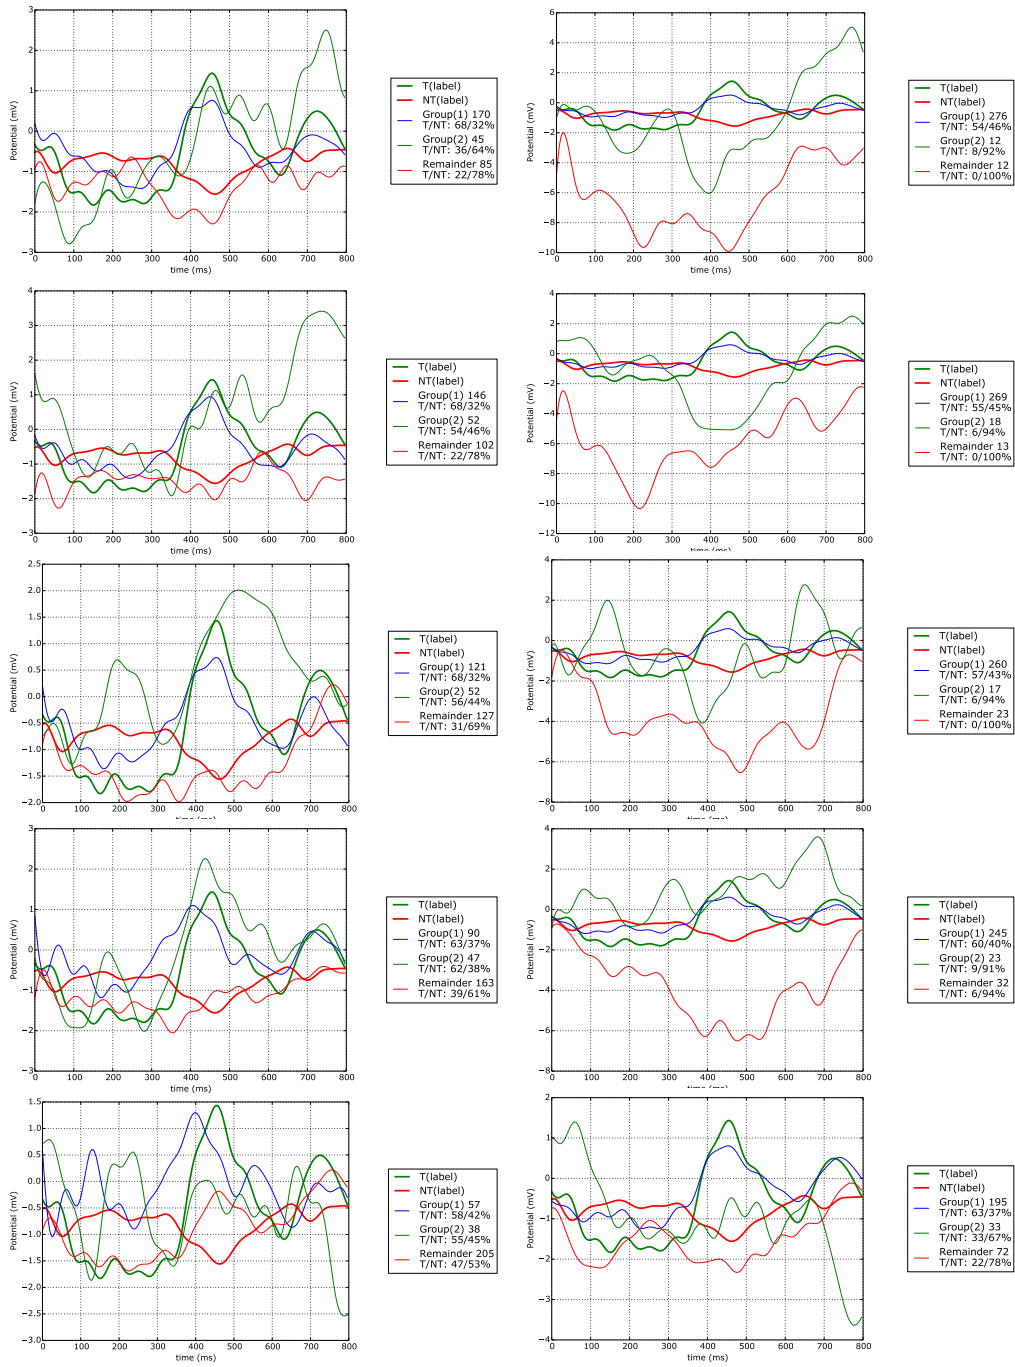 3
2
1
0
−1
−2
−3
Potential (mV)
0 100 200 300 400 500 600 700 800
time (ms)
T(label)
NT(label)
Group(1) 170
T/NT: 68/32%
Group(2) 45
T/NT: 36/64%
Remainder 85
T/NT: 22/78%
6
4
2
0
−2
−4
−6
−8
−10
Potential (mV)
0 100 200 300 400 500 600 700 800
time (ms)
T(label)
NT(label)
Group(1) 276
T/NT: 54/46%
Group(2) 12
T/NT: 8/92%
Remainder 12
T/NT: 0/100%
4
3
2
1
0
−1
−2
−3
Potential (mV)
0 100 200 300 400 500 600 700 800
time (ms)
T(label)
NT(label)
Group(1) 146
T/NT: 68/32%
Group(2) 52
T/NT: 54/46%
Remainder 102
T/NT: 22/78%
4
2
0
−2
−4
−6
−8
−10
−12
Potential (mV)
0 100 200 300 400 500 600 700 800
time (ms)
T(label)
NT(label)
Group(1) 269
T/NT: 55/45%
Group(2) 18
T/NT: 6/94%
Remainder 13
T/NT: 0/100%
2.5
2.0
1.5
1.0
0.5
0.0
−0.5
−1.0
−1.5
−2.0
Potential (mV)
0 100 200 300 400 500 600 700 800
time (ms)
T(label)
NT(label)
Group(1) 121
T/NT: 68/32%
Group(2) 52
T/NT: 56/44%
Remainder 127
T/NT: 31/69%
4
2
0
−2
−4
−6
−8
Potential (mV)
0 100 200 300 400 500 600 700 800
time (ms)
T(label)
NT(label)
Group(1) 260
T/NT: 57/43%
Group(2) 17
T/NT: 6/94%
Remainder 23
T/NT: 0/100%
3
2
1
0
−1
−2
−3
Potential (mV)
0 100 200 300 400 500 600 700 800
time (ms)
T(label)
NT(label)
Group(1) 90
T/NT: 63/37%
Group(2) 47
T/NT: 62/38%
Remainder 163
T/NT: 39/61%
4
2
0
−2
−4
−6
−8
Potential (mV)
0 100 200 300 400 500 600 700 800
time (ms)
T(label)
NT(label)
Group(1) 245
T/NT: 60/40%
Group(2) 23
T/NT: 9/91%
Remainder 32
T/NT: 6/94%
1.5
1.0
0.5
0.0
−0.5
−1.0
−1.5
−2.0
−2.5
−3.0
Potential (mV)
0 100 200 300 400 500 600 700 800
time (ms)
T(label)
NT(label)
Group(1) 57
T/NT: 58/42%
Group(2) 38
T/NT: 55/45%
Remainder 205
T/NT: 47/53%
2
1
0
−1
−2
−3
−4
Potential (mV)
0 100 200 300 400 500 600 700 800
time (ms)
T(label)
NT(label)
Group(1) 195
T/NT: 63/37%
Group(2) 33
T/NT: 33/67%
Remainder 72
T/NT: 22/78%